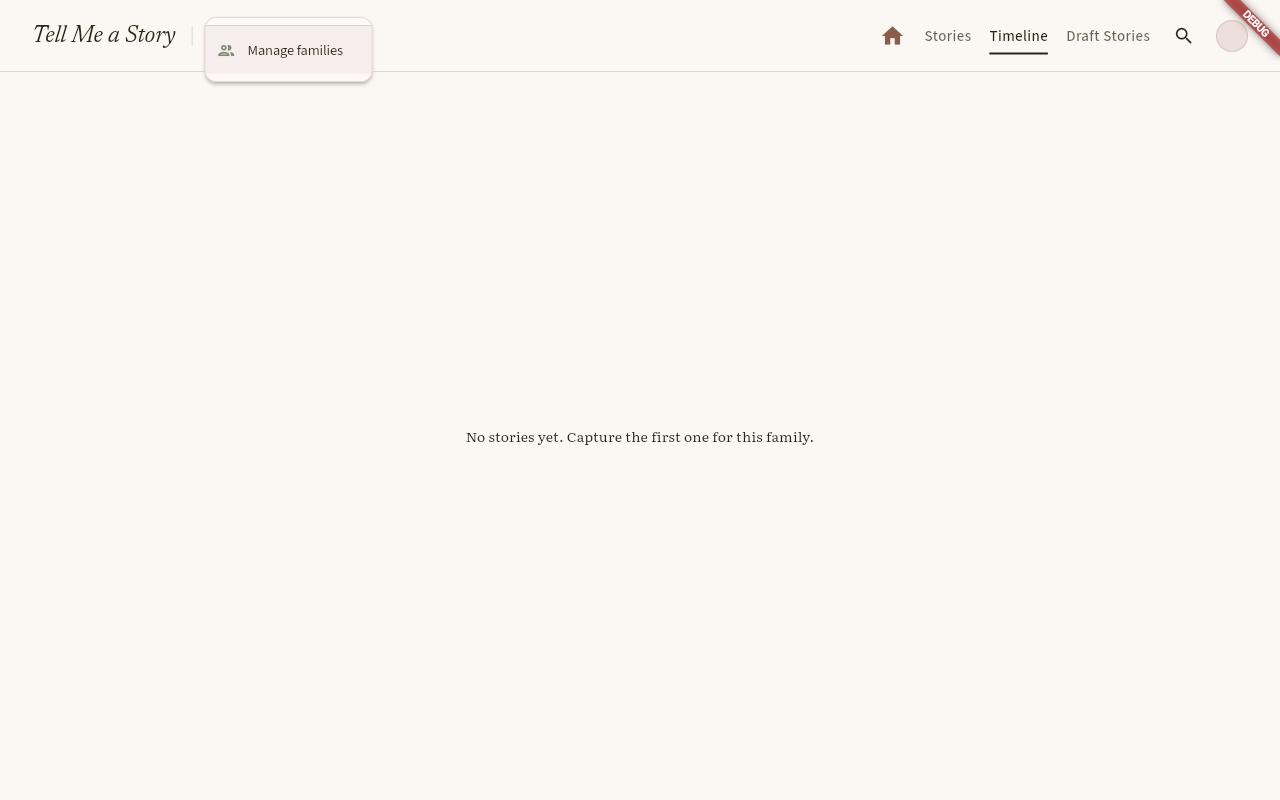 Tell Me a Story
Manage families
Stories
Timeline
Draft Stories
DEBUG
No stories yet. Capture the first one for this family.